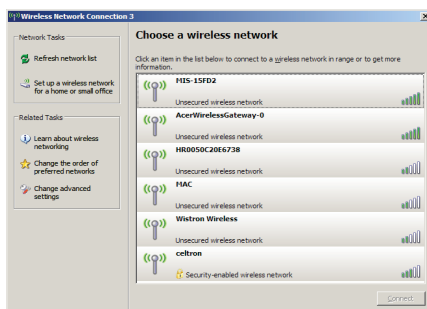 Wireless Network Connection 3
Network Tasks
Refresh network list
Set up a wireless network
for a home or small office
Related Tasks
Learn about wireless
networking
Change the order of
preferred networks
Change advanced
settings
Choose a wireless network
Click an item in the list below to connect to a wireless network in range or to get more
information.
MIS-15FD2
Unsecured wireless network
AcerWirelessGateway-0
Unsecured wireless network
HR0050C20E6738
Unsecured wireless network
MAC
Unsecured wireless network
Wistron Wireless
Unsecured wireless network
celtron
Security-enabled wireless network
Connect